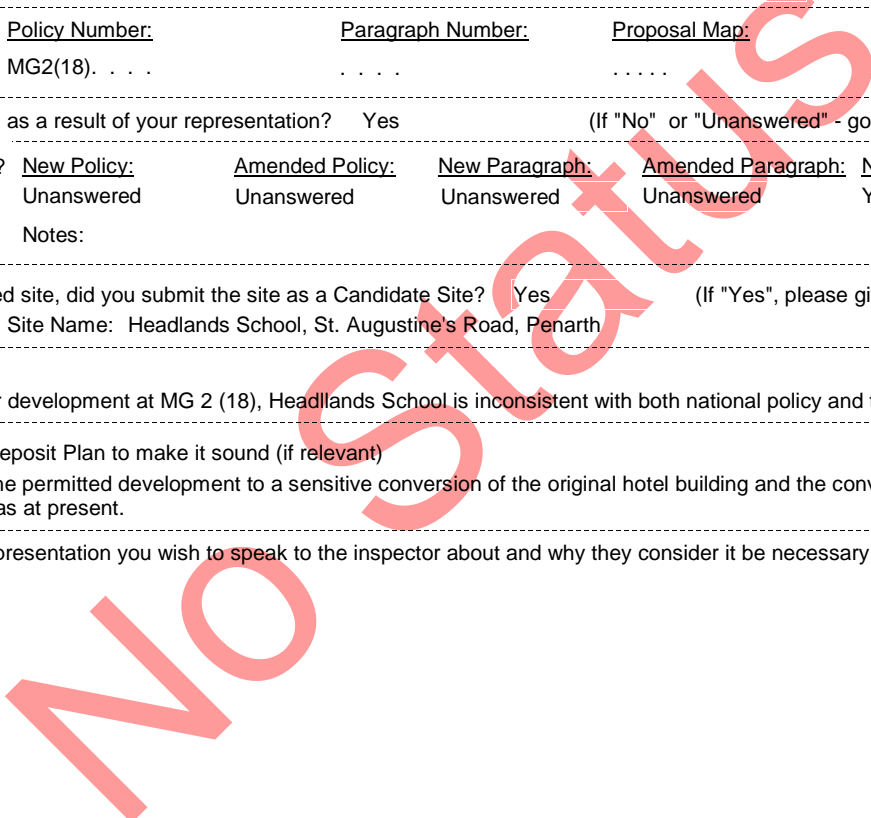 Policy Number: Paragraph Number: Proposal Map:
MG2(18). . . . . . . . . . . . .
as a result of your representation? Yes (If "No" or "Unanswered" - go
? New Policy: Amended Policy: New Paragraph: Amended Paragraph: N
Unanswered Unanswered Unanswered Unanswered Y
Notes:
ed site, did you submit the site as a Candidate Site? Yes (If "Yes", please gi
Site Name: Headlands School, St. Augustine's Road, Penarth
r development at MG 2 (18), Headllands School is inconsistent with both national policy and
eposit Plan to make it sound (if relevant)
ne permitted development to a sensitive conversion of the original hotel building and the conv
as at present.
presentation you wish to speak to the inspector about and why they consider it be necessary
No Status